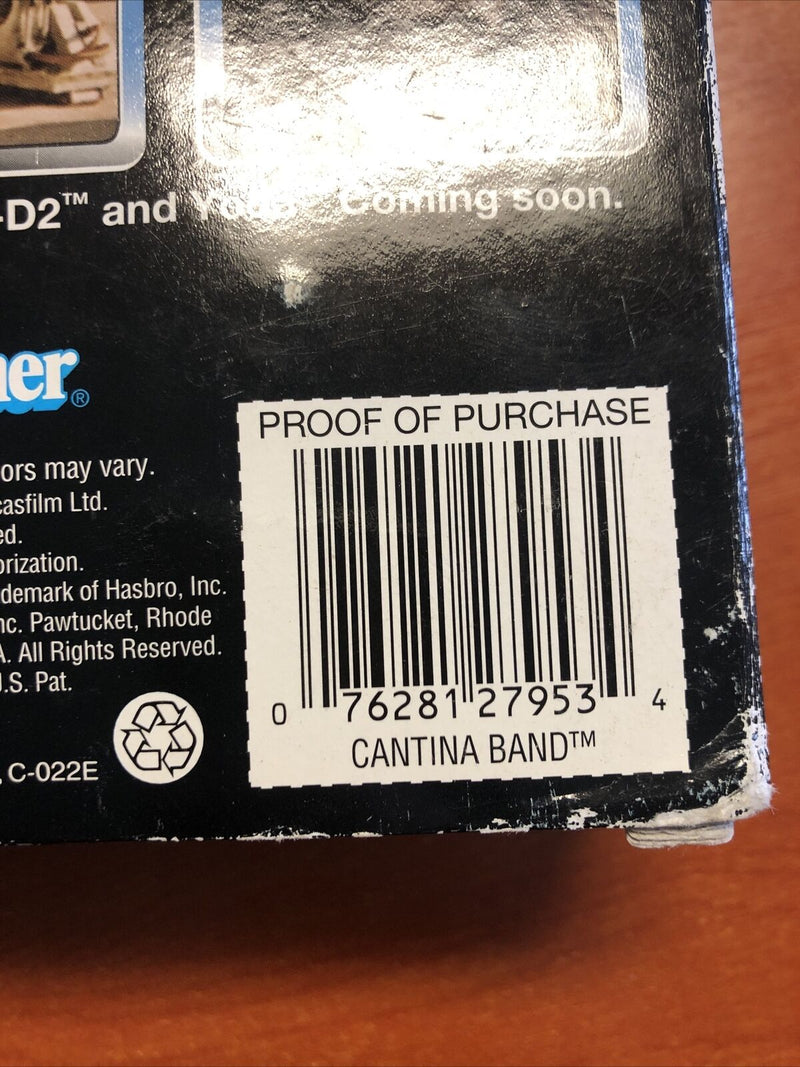 -D2™ and Yoda™ Coming soon.
ner®
ors may vary.
casfilm Ltd.
ed.
orization.
demark of Hasbro, Inc.
nc. Pawtucket, Rhode
A. All Rights Reserved.
U.S. Pat.
. C-022E
PROOF OF PURCHASE
0 76281 27953 4
CANTINA BAND™